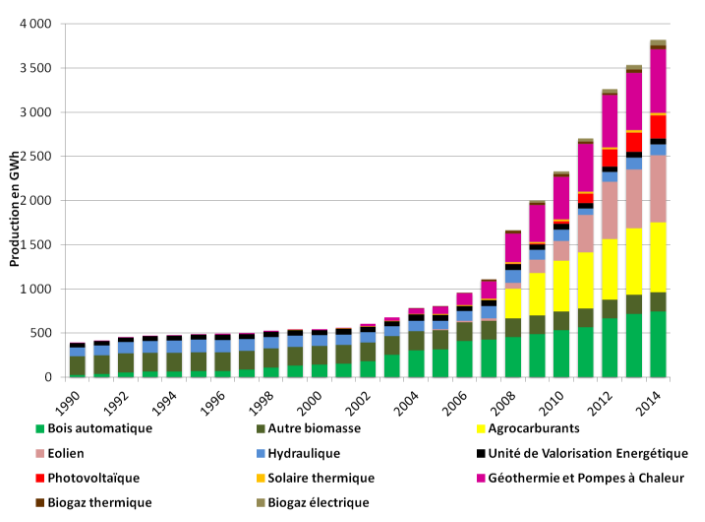 4 000
3 500
3 000
2 500
2 000
1 500
1 000
500
0
Production en GWh
1990
1992
1994
1996
1998
2000
2002
2004
2006
2008
2010
2012
2014
Bois automatique
Autre biomasse
Agrocarburants
Eolien
Hydraulique
Unité de Valorisation Energétique
Photovoltaïque
Solaire thermique
Géothermie et Pompes à Chaleur
Biogaz thermique
Biogaz électrique